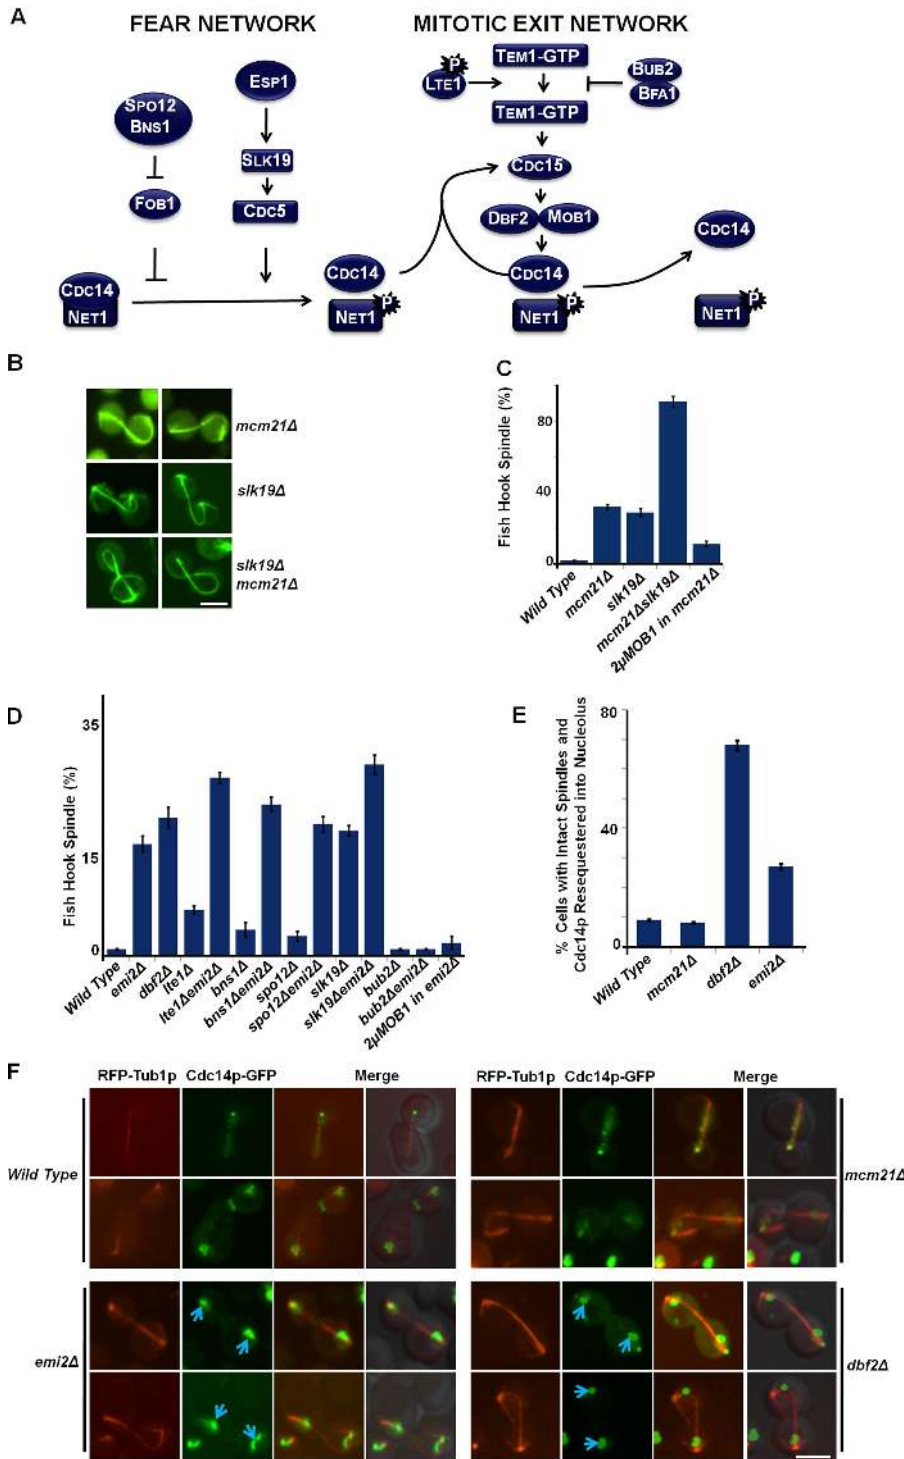 A
FEAR NETWORK
MITOTIC EXIT NETWORK
SPO12
BNS1
ESP1
P
LTE1
TEM1-GTP
BUB2
BFA1
TEM1-GTP
FOB1
SLK19
CDC5
CDC15
DBF2
MOB1
CDC14
CDC14
NET1
CDC14
NET1
P
CDC14
NET1
P
NET1
P
B
mcm21Δ
slk19Δ
slk19Δ
mcm21Δ
C
Fish Hook Spindle (%)
80
40
0
Wild Type
mcm21Δ
slk19Δ
mcm21Δslk19Δ
2μMOB1 in mcm21Δ
D
Fish Hook Spindle (%)
35
15
0
Wild Type
emi2Δ
dbf2Δ
lte1Δ
lte1Δemi2Δ
bns1Δ
bns1Δemi2Δ
spo12Δ
spo12Δemi2Δ
slk19Δ
slk19Δemi2Δ
bub2Δ
bub2Δemi2Δ
2μMOB1 in emi2Δ
E
% Cells with Intact Spindles and
Cdc14p Resequestered into Nucleolus
80
40
0
Wild Type
mcm21Δ
dbf2Δ
emi2Δ
F
RFP-Tub1p Cdc14p-GFP Merge
RFP-Tub1p Cdc14p-GFP Merge
Wild Type
mcm21Δ
emi2Δ
dbf2Δ